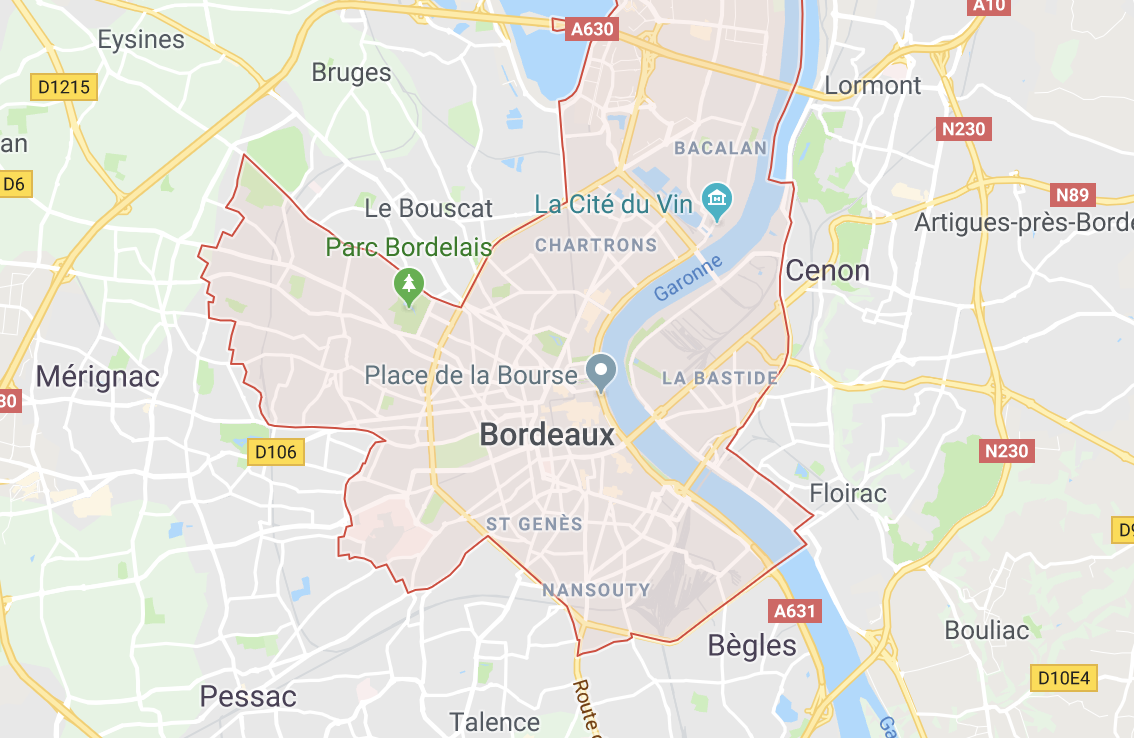 A10
A630
Eysines
Bruges
D1215
Lormont
N230
an
BACALAN
D6
N89
Le Bouscat
La Cité du Vin
Artigues-près-Borde
Parc Bordelais
CHARTRONS
Garonne
Cenon
Mérignac
Place de la Bourse
LA BASTIDE
30
Bordeaux
D106
N230
Floirac
ST GENÈS
NANSOUTY
A631
Bouliac
Bègles
D10E4
Pessac
Route
Talence
Ga